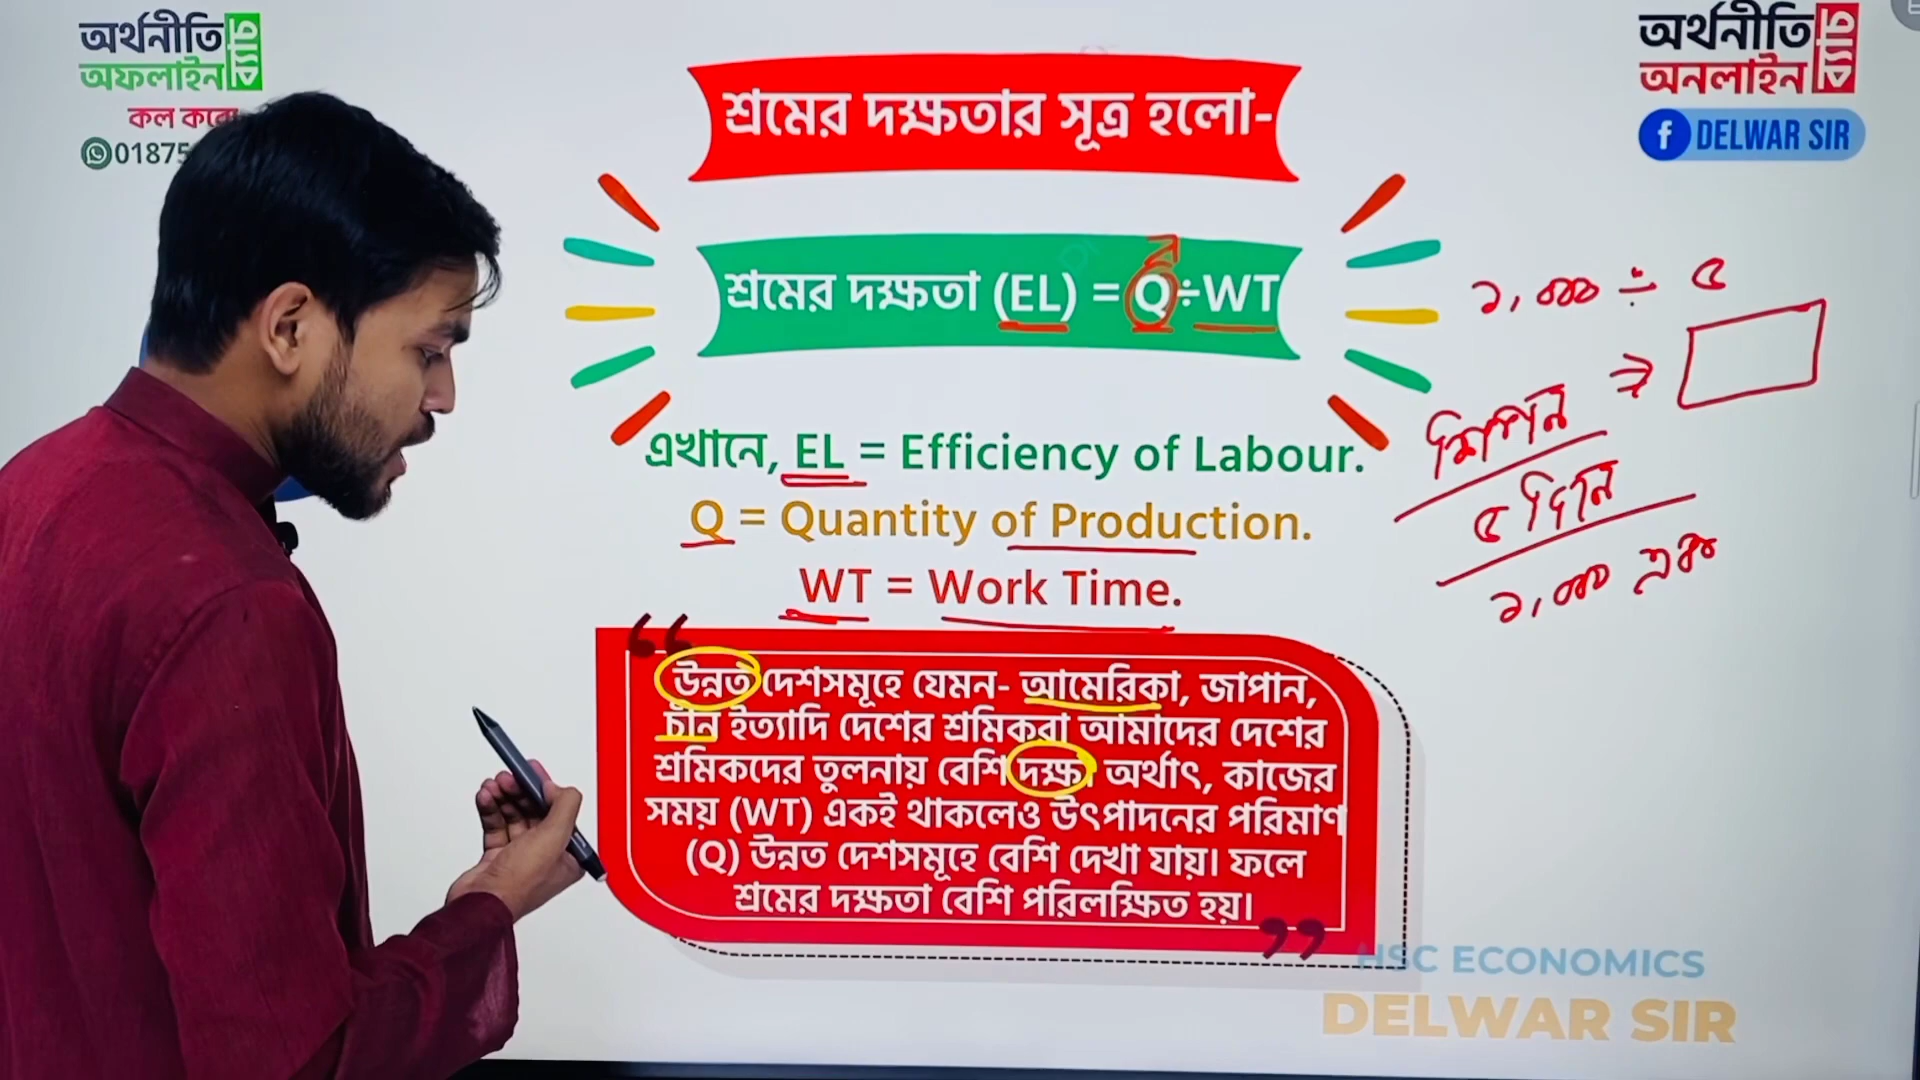 অর্থনীতি
অফলাইন
ব্যাচ
কল করো
01875
অর্থনীতি
অনলাইন
ব্যাচ
f DELWAR SIR
শ্রমের দক্ষতার সূত্র হলো-
শ্রমের দক্ষতা (EL) = Q÷WT
এখানে, EL = Efficiency of Labour.
Q = Quantity of Production.
WT = Work Time.
উন্নত দেশসমূহে যেমন- আমেরিকা, জাপান,
চীন ইত্যাদি দেশের শ্রমিকরা আমাদের দেশের
শ্রমিকদের তুলনায় বেশি দক্ষ। অর্থাৎ, কাজের
সময় (WT) একই থাকলেও উৎপাদনের পরিমাণ
(Q) উন্নত দেশসমূহে বেশি দেখা যায়। ফলে
শ্রমের দক্ষতা বেশি পরিলক্ষিত হয়।
১,০০০ ÷ ৫
৫ দিনে
১,০০০ একক
HSC ECONOMICS
DELWAR SIR